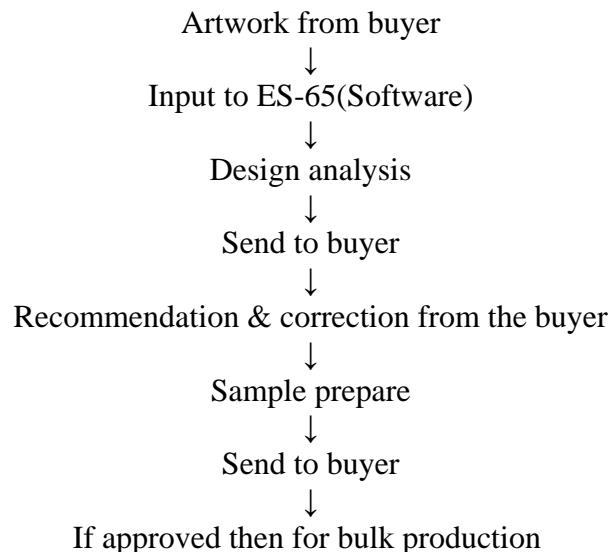 Artwork from buyer
↓
Input to ES-65(Software)
↓
Design analysis
↓
Send to buyer
↓
Recommendation & correction from the buyer
↓
Sample prepare
↓
Send to buyer
↓
If approved then for bulk production